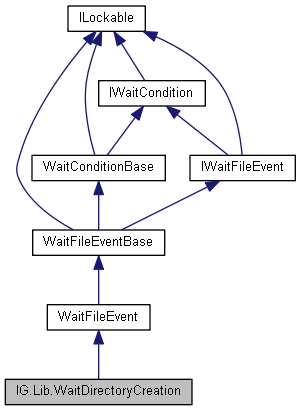 ILockable
IWaitCondition
WaitConditionBase
IWaitFileEvent
WaitFileEventBase
WaitFileEvent
IG.Lib.WaitDirectoryCreation